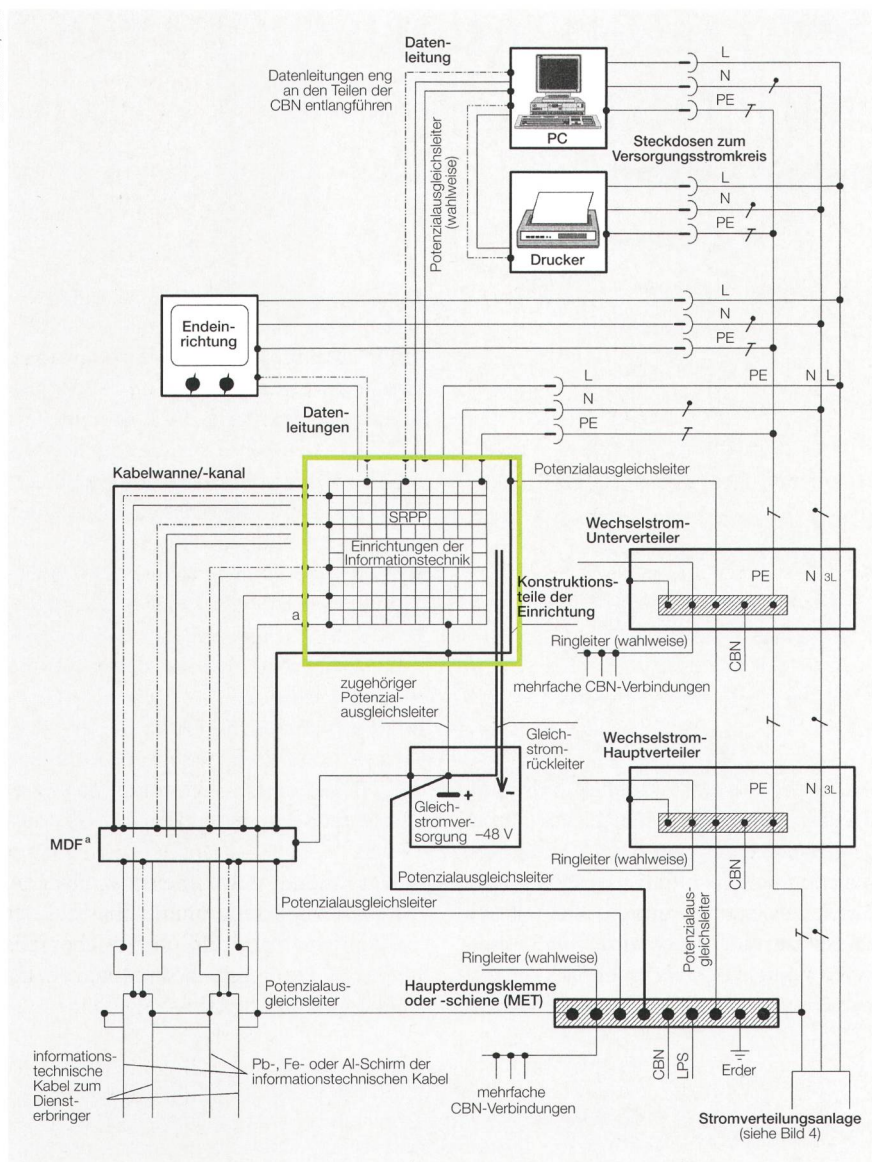 Daten-
leitung
Datenleitungen eng
an den Teilen der
CBN entlangführen
Potenzialausgleichsleiter
(wahlweise)
PC
L
N
PE
Steckdosen zum
Versorgungsstromkreis
Drucker
L
N
PE
Endein-
richtung
L
N
PE
L
N
PE
PE
N
L
Daten-
leitungen
Kabelwanne/-kanal
Potenzialausgleichsleiter
SRPP
Einrichtungen der
Informationstechnik
a
Wechselstrom-
Unterverteiler
PE
N
3L
Konstruktions-
teile der
Einrichtung
Ringleiter (wahlweise)
CBN
mehrfache CBN-Verbindungen
zugehöriger
Potenzial-
ausgleichsleiter
Gleich-
strom-
rückleiter
Wechselstrom-
Hauptverteiler
PE
N
3L
+
–
Gleich-
stromver-
sorgung
–48 V
MDF a
Ringleiter (wahlweise)
CBN
Potenzialausgleichsleiter
Potenzialausgleichsleiter
Potenzialaus-
gleichsleiter
Ringleiter (wahlweise)
Potenzialaus-
gleichsleiter
Haupterdungsklemme
oder -schiene (MET)
informations-
technische
Kabel zum
Dienst-
erbringer
Pb-, Fe- oder Al-Schirm der
informationstechnischen Kabel
mehrfache
CBN-Verbindungen
CBN
LPS
Erder
Stromverteilungsanlage
(siehe Bild 4)